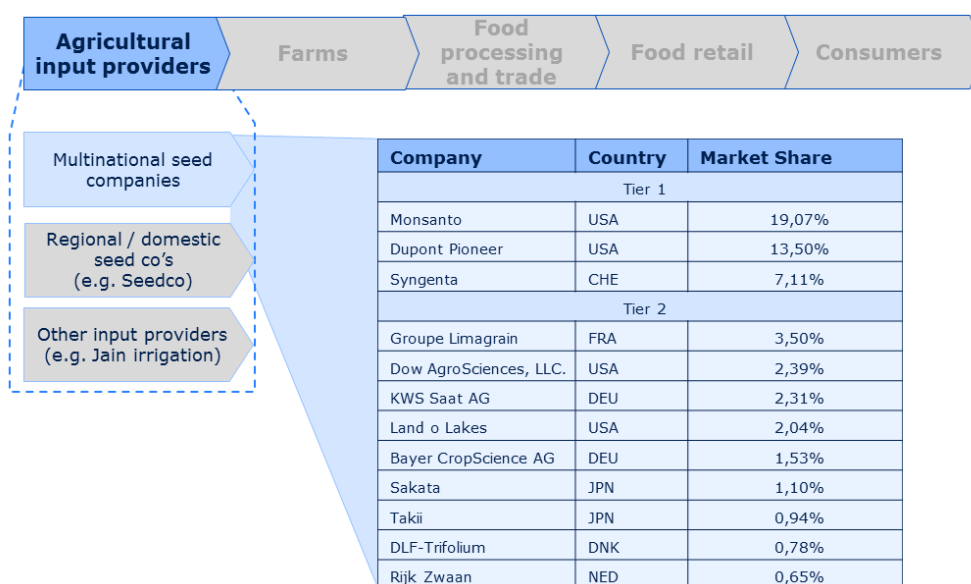 Agricultural
input providers
Farms
Food
processing
and trade
Food retail
Consumers
Multinational seed
companies
Regional / domestic
seed co’s
(e.g. Seedco)
Other input providers
(e.g. Jain irrigation)
Company Country Market Share
Tier 1
Monsanto USA 19,07%
Dupont Pioneer USA 13,50%
Syngenta CHE 7,11%
Tier 2
Groupe Limagrain FRA 3,50%
Dow AgroSciences, LLC. USA 2,39%
KWS Saat AG DEU 2,31%
Land o Lakes USA 2,04%
Bayer CropScience AG DEU 1,53%
Sakata JPN 1,10%
Takii JPN 0,94%
DLF-Trifolium DNK 0,78%
Rijk Zwaan NED 0,65%